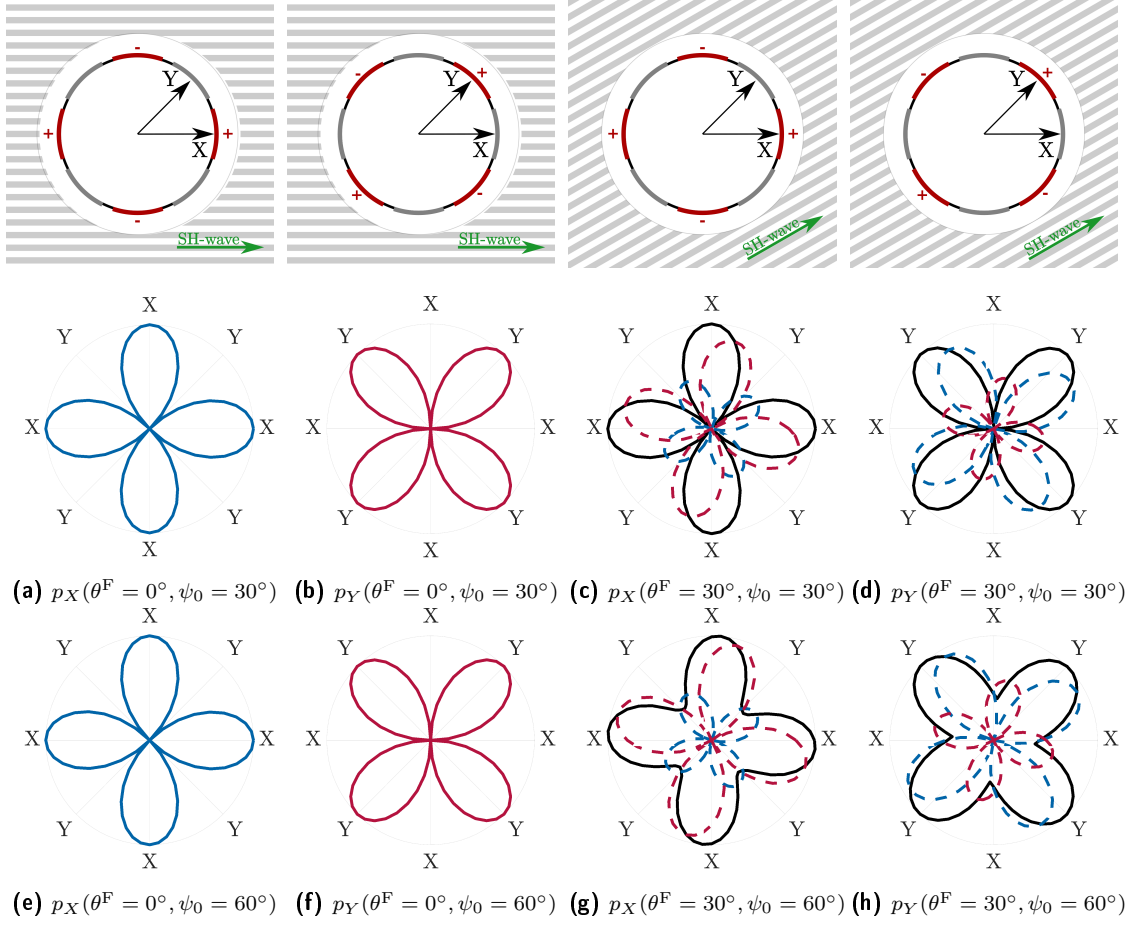 - - - -
Y - Y + Y - Y +
+ + + +
X X X X
+ - + -
- -
SH-wave SH-wave SH-wave SH-wave
X X X X
Y Y Y Y Y Y Y Y
X X X X X X X X
Y Y Y Y Y Y Y Y
X X X X
(a) p_X(θ^F = 0°, ψ_0 = 30°) (b) p_Y(θ^F = 0°, ψ_0 = 30°) (c) p_X(θ^F = 30°, ψ_0 = 30°) (d) p_Y(θ^F = 30°, ψ_0 = 30°)
X X X X
Y Y Y Y Y Y Y Y
X X X X X X X X
Y Y Y Y Y Y Y Y
X X X X
(e) p_X(θ^F = 0°, ψ_0 = 60°) (f) p_Y(θ^F = 0°, ψ_0 = 60°) (g) p_X(θ^F = 30°, ψ_0 = 60°) (h) p_Y(θ^F = 30°, ψ_0 = 60°)